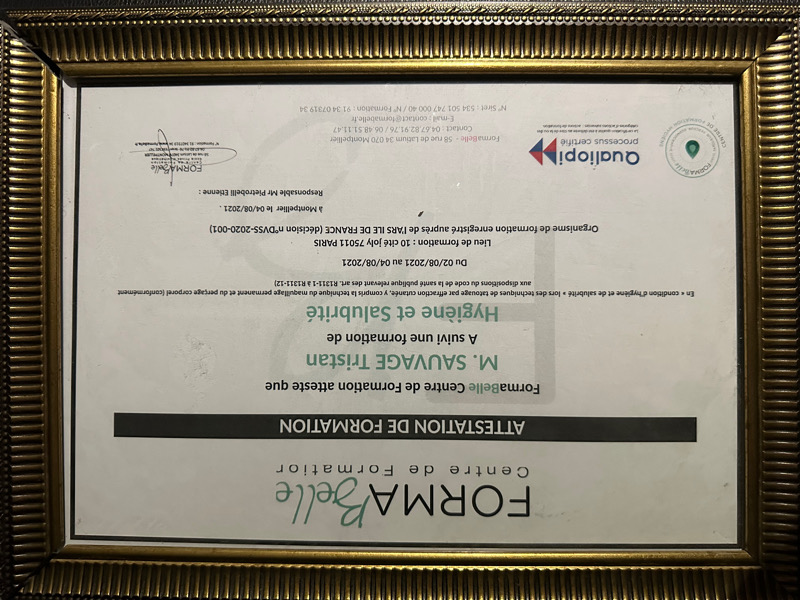 FORMABelle
Centre de Formation
ATTESTATION DE FORMATION
FormaBelle Centre de Formation atteste que
M. SAUVAGE Tristan
A suivi une formation de
Hygiène et Salubrité
En « condition d'hygiène et de salubrité » lors des techniques de tatouage par effraction cutanée, y compris la technique du maquillage permanent et du perçage corporel (conformément
aux dispositions du code de la santé publique relevant des art. R1311-1 à R1311-12)
Du 02/08/2021 au 04/08/2021
Lieu de formation : 10 cité joly 75011 PARIS
Organisme de formation enregistré auprès de l'ARS ILE DE FRANCE (décision n°DVSS-2020-001)
à Montpellier le 04/08/2021 .
Responsable Mr Pietrobelli Etienne :
FORMABelle
Qualiopi
processus certifié
FormaBelle - 58 rue de Latium 34 070 Montpellier
Contact : 04.67.82.91.76 / 06 48.51.11.47
E-mail : contact@formabelle.fr
N° Siret : 534 501 747 000 40 / N° Formation : 91 34 07319 34
FORMABelle
CENTRE DE FORMATION HYGIENE